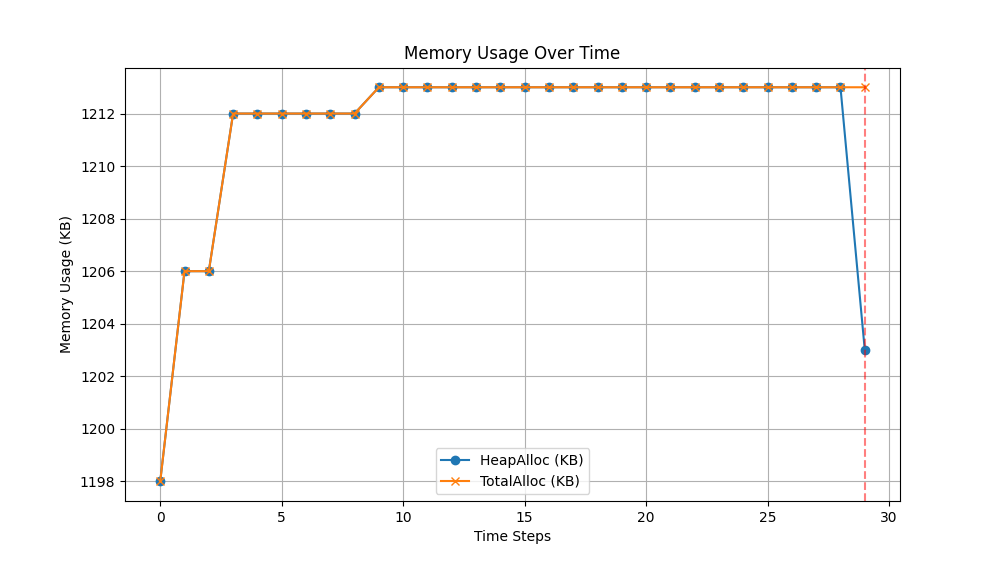 Memory Usage Over Time
Memory Usage (KB)
1212
1210
1208
1206
1204
1202
1200
1198
HeapAlloc (KB)
TotalAlloc (KB)
0 5 10 15 20 25 30
Time Steps